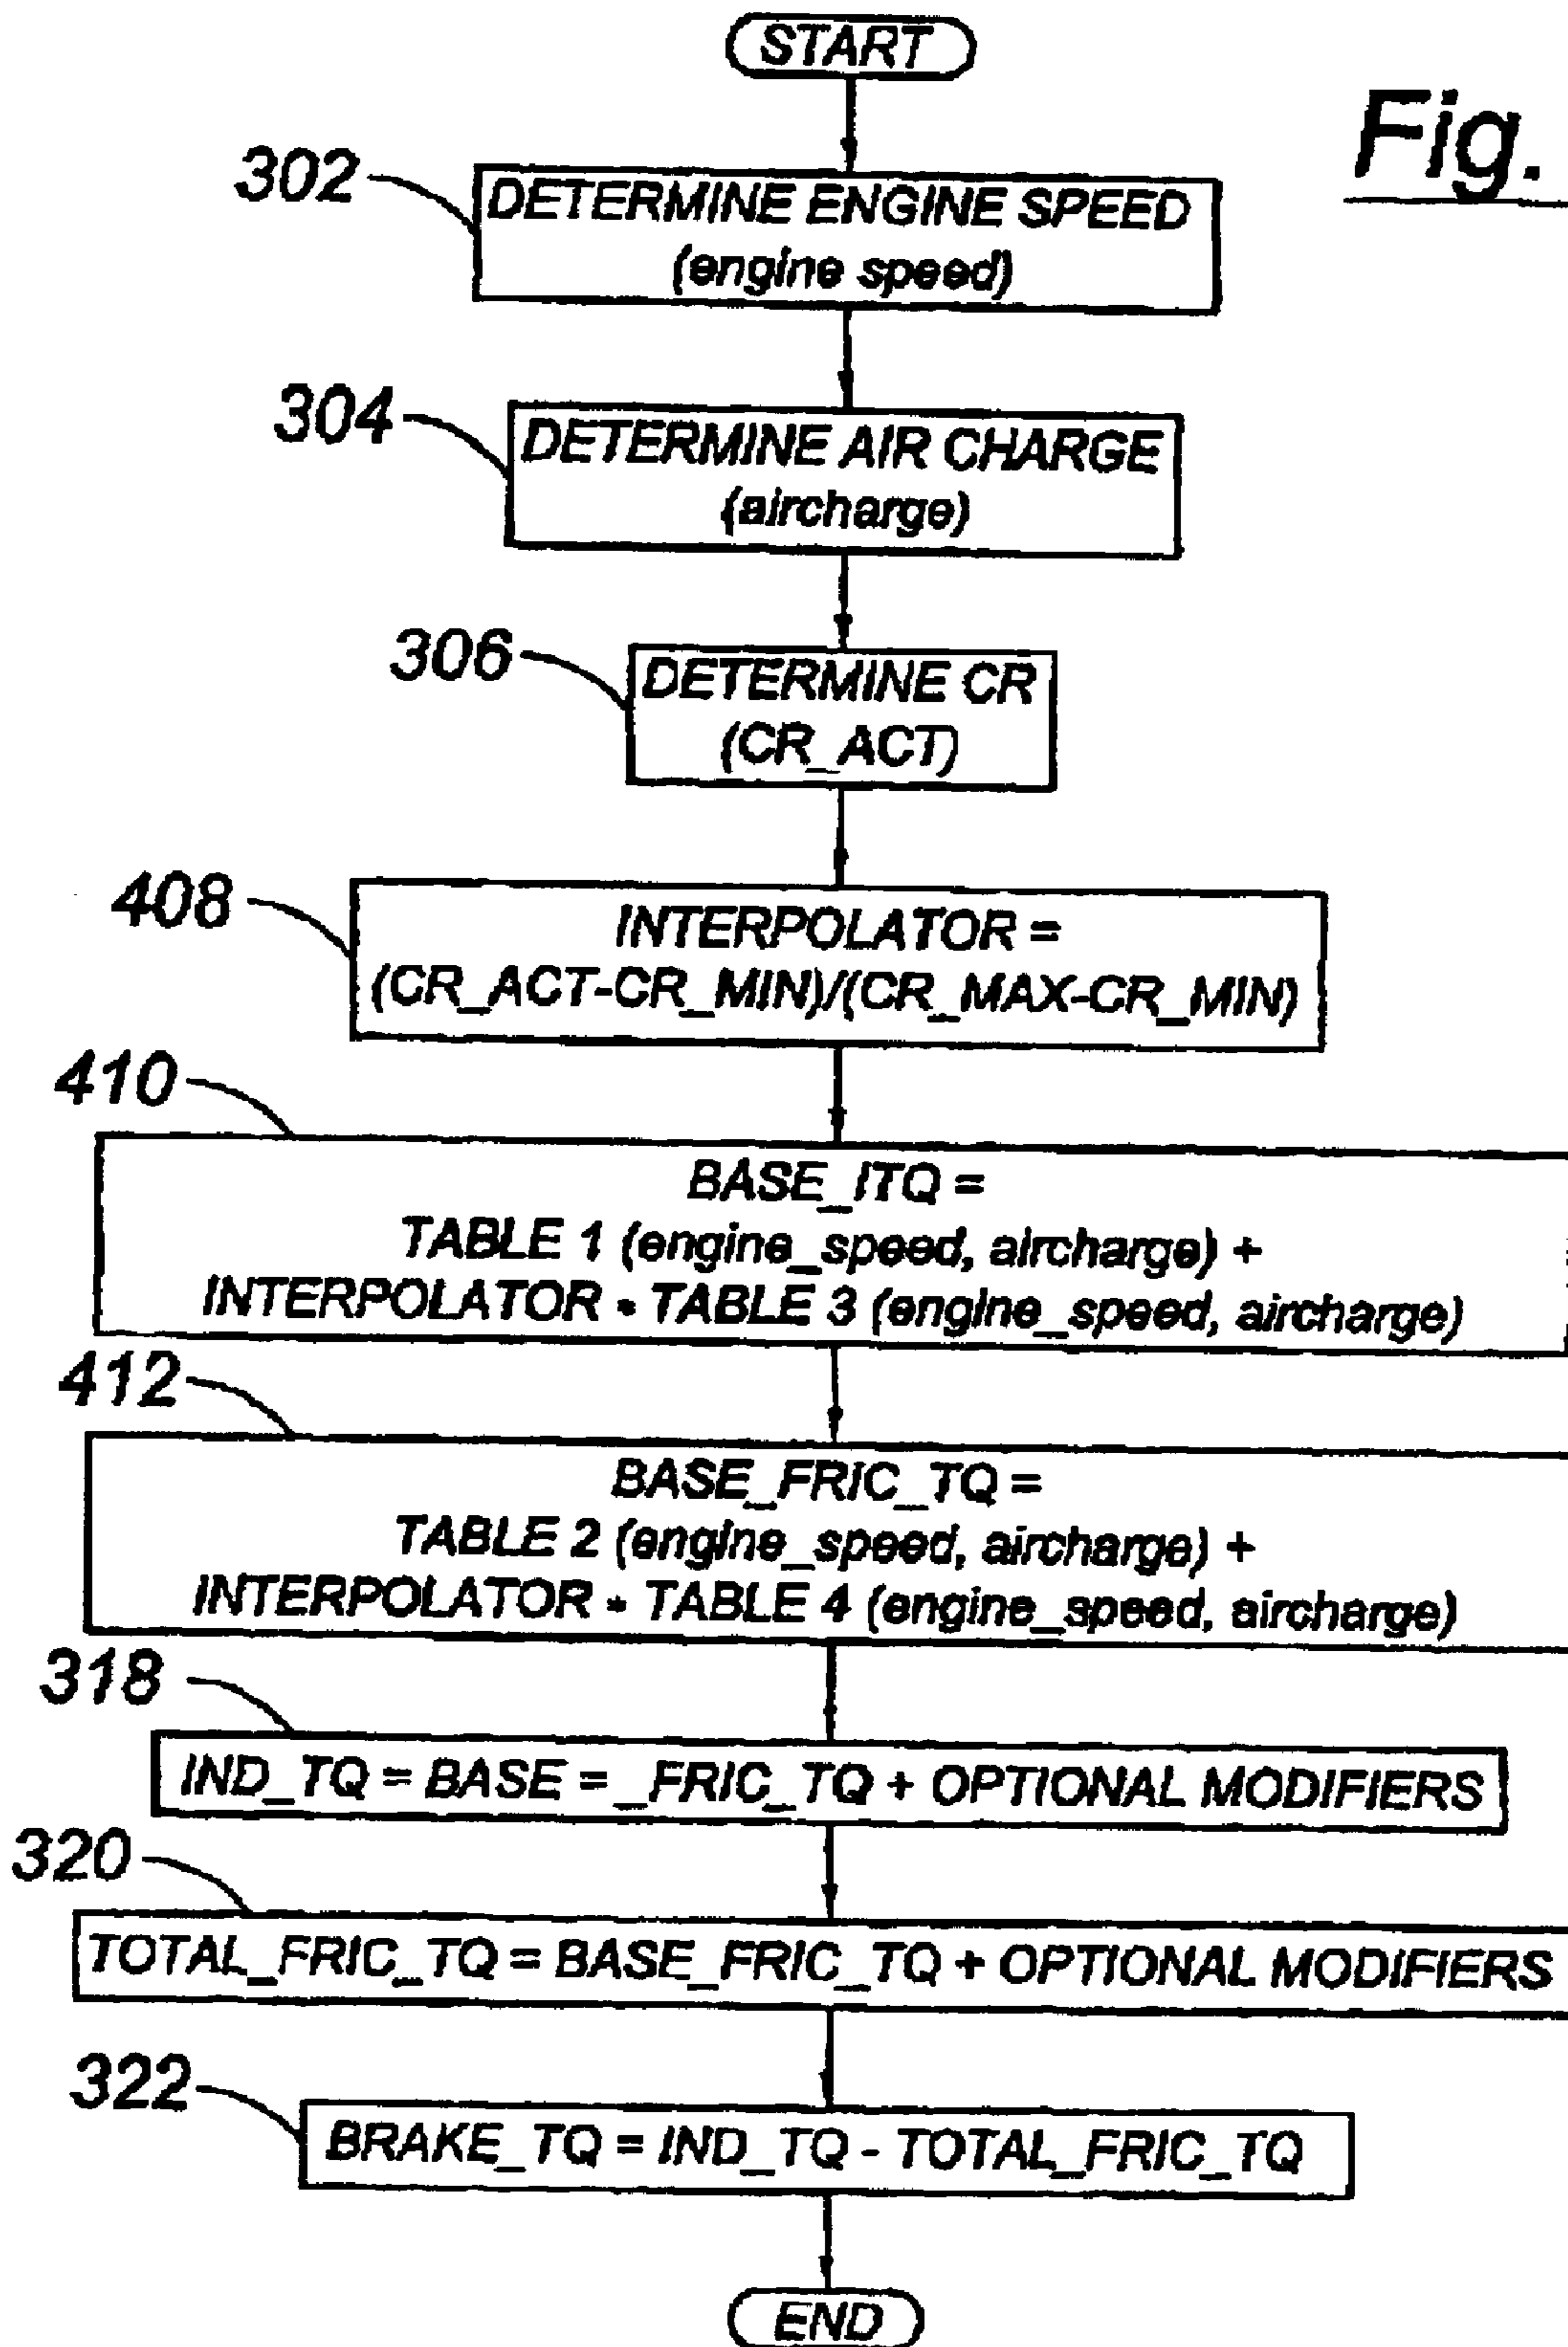 START
Fig.
302
DETERMINE ENGINE SPEED
(engine speed)
304
DETERMINE AIR CHARGE
(aircharge)
306
DETERMINE CR
(CR_ACT)
408
INTERPOLATOR =
(CR_ACT-CR_MIN)/(CR_MAX-CR_MIN)
410
BASE_ITQ =
TABLE 1 (engine_speed, aircharge) +
INTERPOLATOR * TABLE 3 (engine_speed, aircharge)
412
BASE_FRIC_TQ =
TABLE 2 (engine_speed, aircharge) +
INTERPOLATOR * TABLE 4 (engine_speed, aircharge)
318
IND_TQ = BASE = _FRIC_TQ + OPTIONAL MODIFIERS
320
TOTAL_FRIC_TQ = BASE_FRIC_TQ + OPTIONAL MODIFIERS
322
BRAKE_TQ = IND_TQ - TOTAL_FRIC_TQ
END